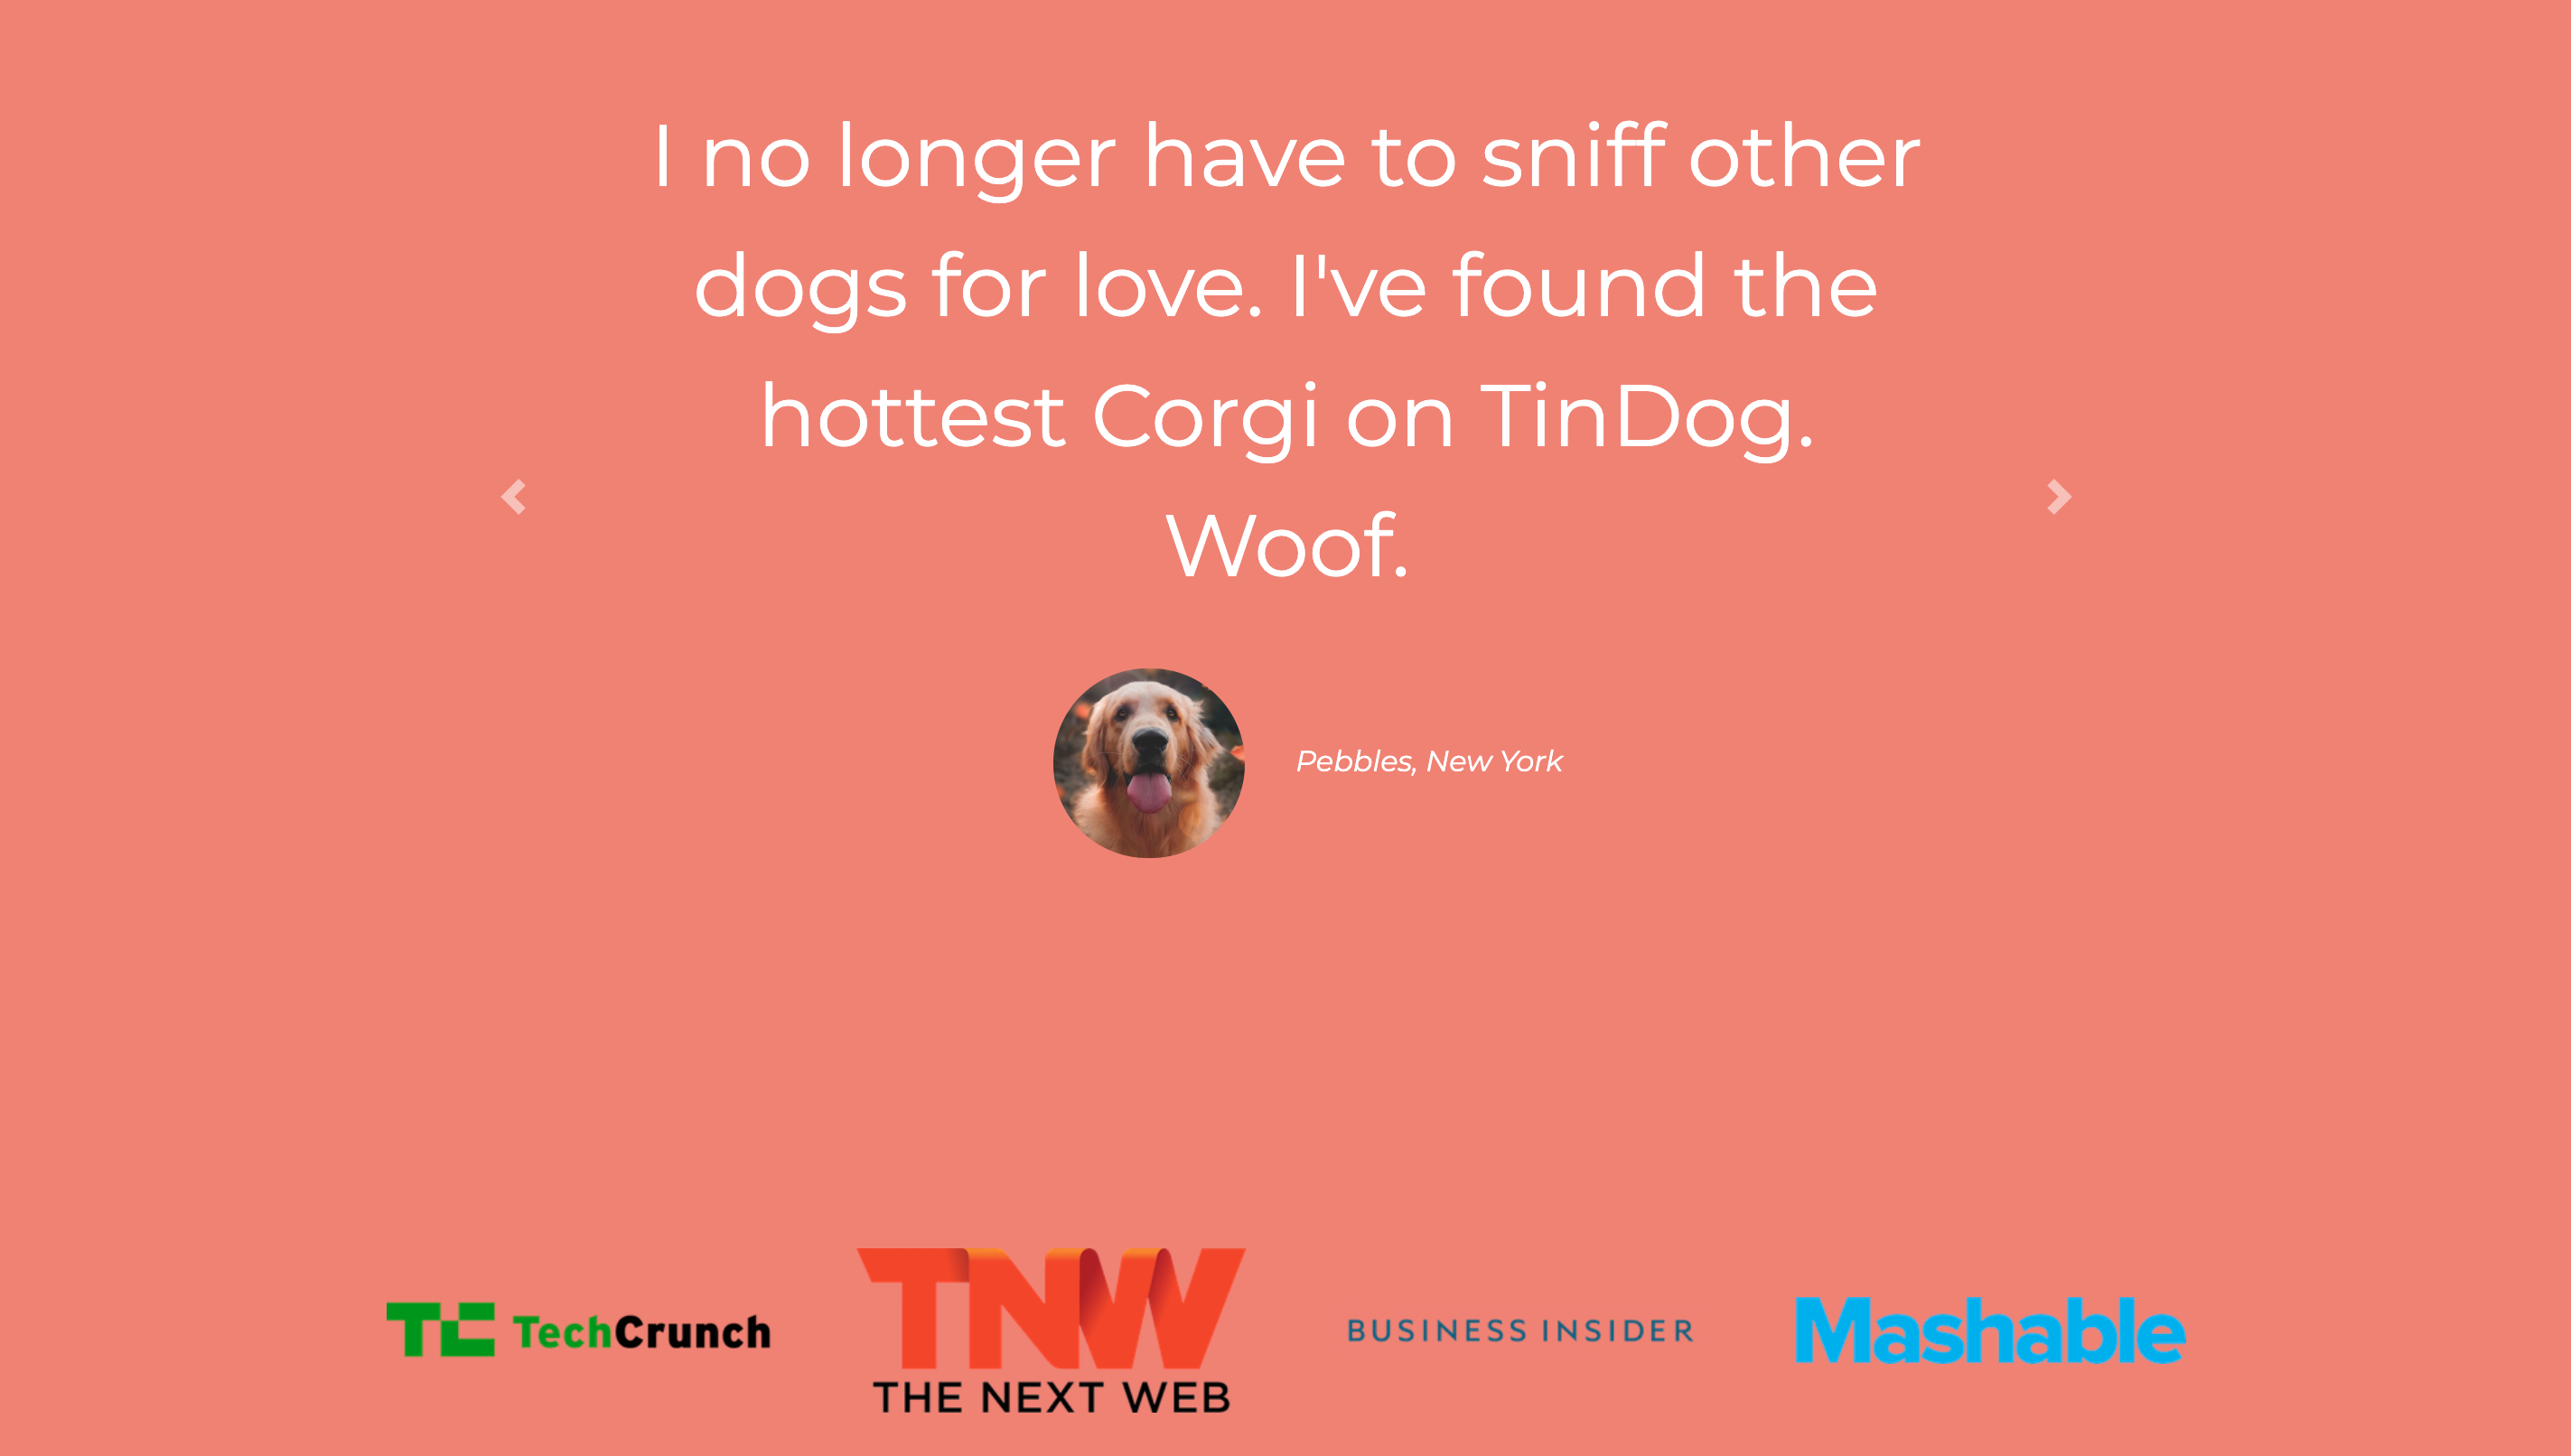 I no longer have to sniff other
dogs for love. I've found the
hottest Corgi on TinDog.
Woof.
Pebbles, New York
TC TechCrunch
TNW
THE NEXT WEB
BUSINESS INSIDER
Mashable